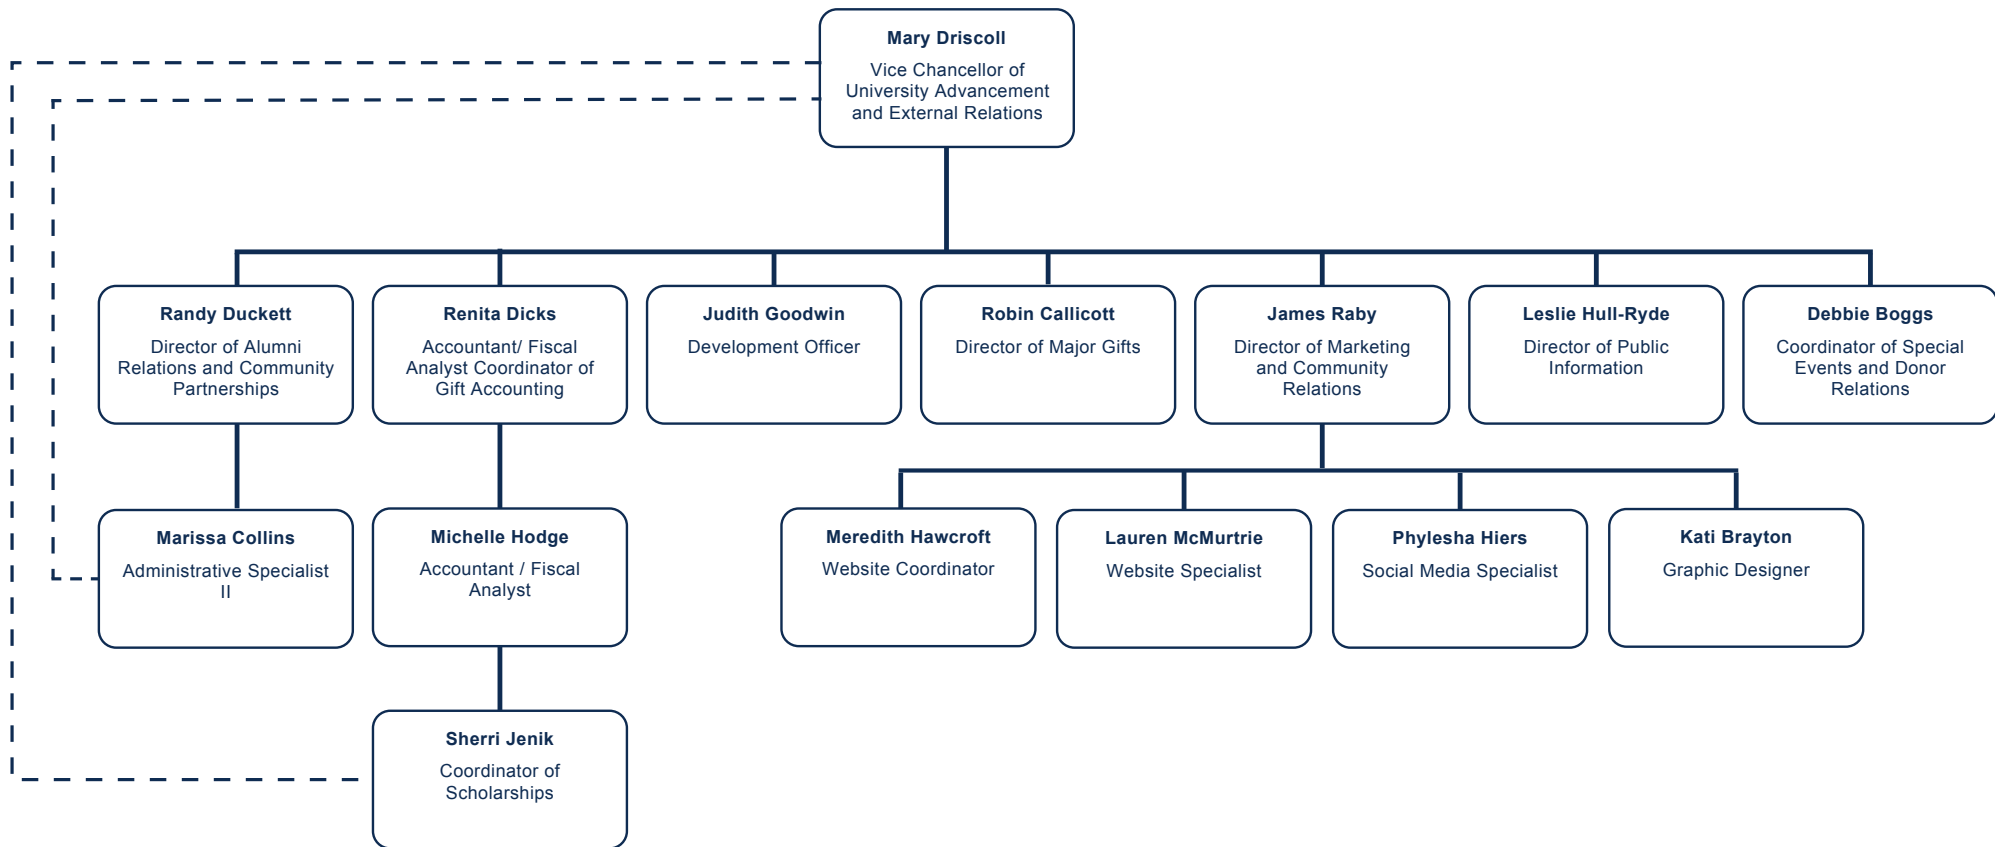 Mary Driscoll
Vice Chancellor of
University Advancement
and External Relations
Randy Duckett
Director of Alumni
Relations and Community
Partnerships
Renita Dicks
Accountant/ Fiscal
Analyst Coordinator of
Gift Accounting
Judith Goodwin
Development Officer
Robin Callicott
Director of Major Gifts
James Raby
Director of Marketing
and Community
Relations
Leslie Hull-Ryde
Director of Public
Information
Debbie Boggs
Coordinator of Special
Events and Donor
Relations
Marissa Collins
Administrative Specialist
II
Michelle Hodge
Accountant / Fiscal
Analyst
Meredith Hawcroft
Website Coordinator
Lauren McMurtrie
Website Specialist
Phylesha Hiers
Social Media Specialist
Kati Brayton
Graphic Designer
Sherri Jenik
Coordinator of
Scholarships